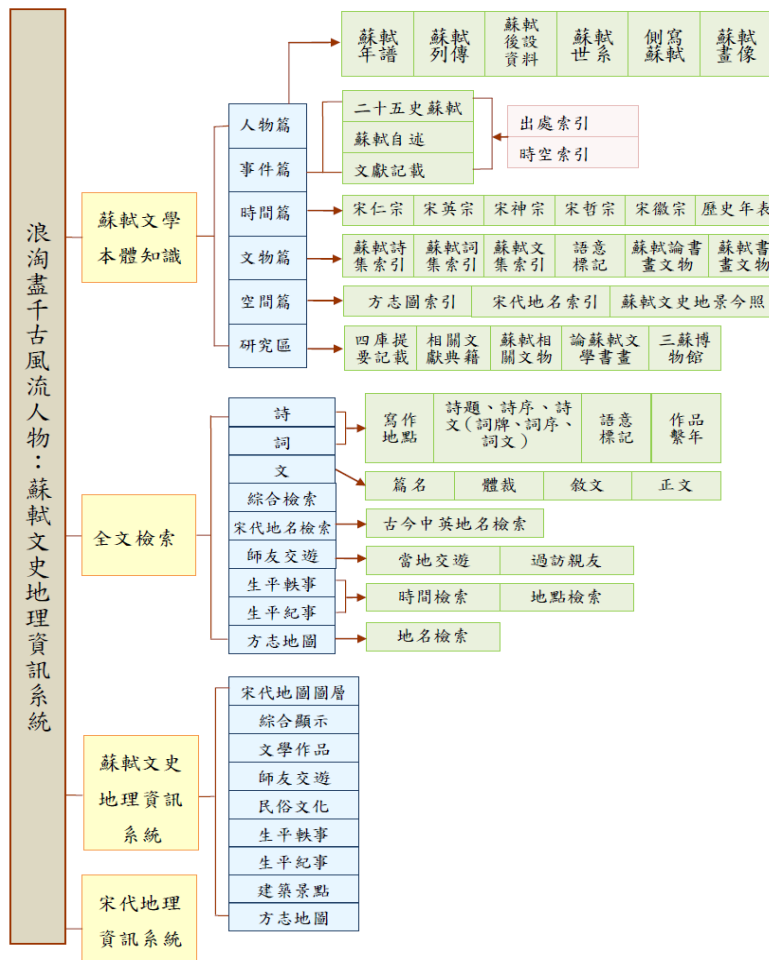 浪淘盡千古風流人物：蘇軾文史地理資訊系統
蘇軾文學
本體知識
人物篇
事件篇
時間篇
文物篇
空間篇
研究區
蘇軾
年譜
蘇軾
列傳
蘇軾
後設
資料
蘇軾
世系
側寫
蘇軾
蘇軾
畫像
二十五史蘇軾
蘇軾自述
文獻記載
出處索引
時空索引
宋仁宗
宋英宗
宋神宗
宋哲宗
宋徽宗
歷史年表
蘇軾詩
集索引
蘇軾詞
集索引
蘇軾文
集索引
語意
標記
蘇軾論書
畫文物
蘇軾書
畫文物
方志圖索引
宋代地名索引
蘇軾文史地景今照
四庫提
要記載
相關文
獻典籍
蘇軾相
關文物
論蘇軾文
學書畫
三蘇博
物館
全文檢索
詩
詞
文
綜合檢索
宋代地名檢索
師友交遊
生平軼事
生平紀事
方志地圖
寫作
地點
詩題、詩序、詩
文(詞牌、詞序、
詞文)
語意
標記
作品
繫年
篇名
體裁
敘文
正文
古今中英地名檢索
當地交遊
過訪親友
時間檢索
地點檢索
地名檢索
蘇軾文史
地理資訊
系統
宋代地圖圖層
綜合顯示
文學作品
師友交遊
民俗文化
生平軼事
生平紀事
建築景點
方志地圖
宋代地理
資訊系統